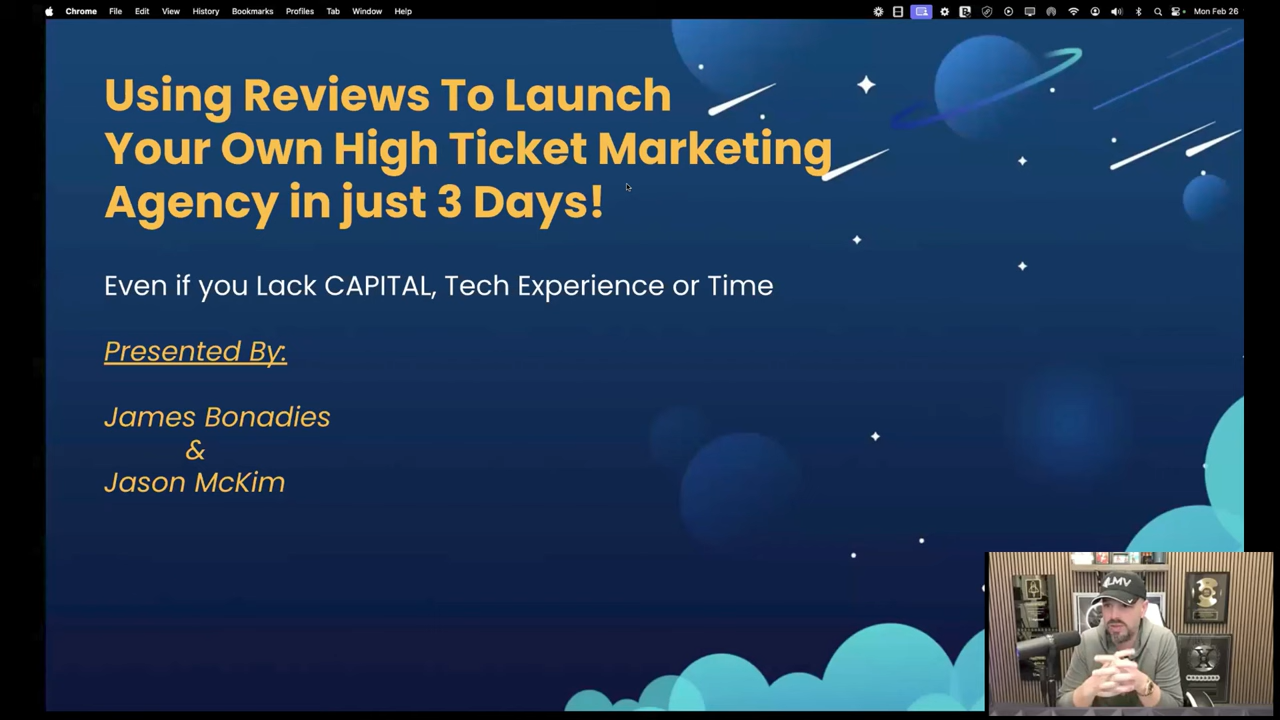 Chrome File Edit View History Bookmarks Profiles Tab Window Help Mon Feb 26
Using Reviews To Launch
Your Own High Ticket Marketing
Agency in just 3 Days!
Even if you Lack CAPITAL, Tech Experience or Time
Presented By:
James Bonadies
&
Jason McKim
LMV